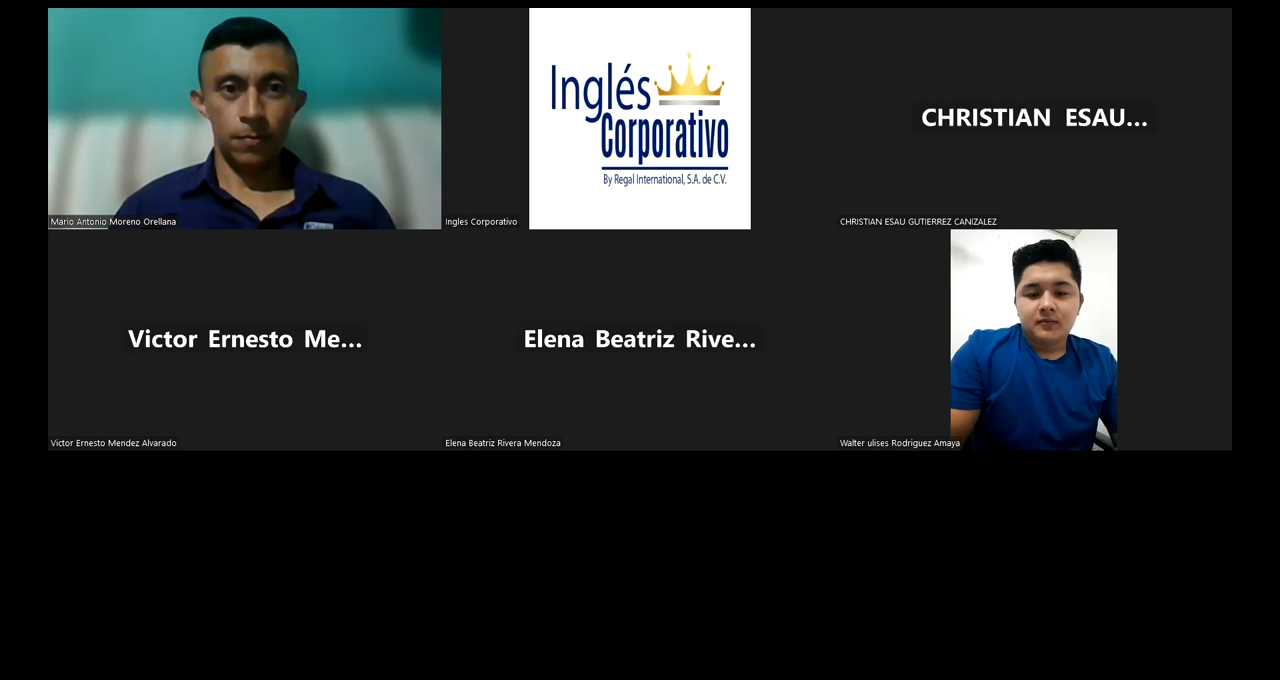 Mario Antonio Moreno Orellana
Inglés
Corporativo
By Regal International, S.A. de C.V.
Ingles Corporativo
CHRISTIAN ESAU...
CHRISTIAN ESAU GUTIERREZ CANIZALEZ
Victor Ernesto Me...
Victor Ernesto Mendez Alvarado
Elena Beatriz Rive...
Elena Beatriz Rivera Mendoza
Walter ulises Rodriguez Amaya